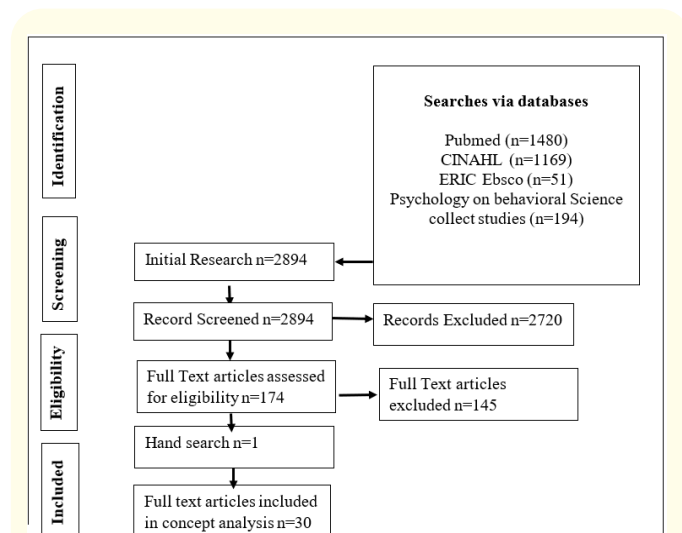 Identification
Searches via databases
Pubmed (n=1480)
CINAHL (n=1169)
ERIC Ebsco (n=51)
Psychology on behavioral Science
collect studies (n=194)
Screening
Initial Research n=2894
Record Screened n=2894
Records Excluded n=2720
Eligibility
Full Text articles assessed
for eligibility n=174
Full Text articles
excluded n=145
Hand search n=1
Included
Full text articles included
in concept analysis n=30